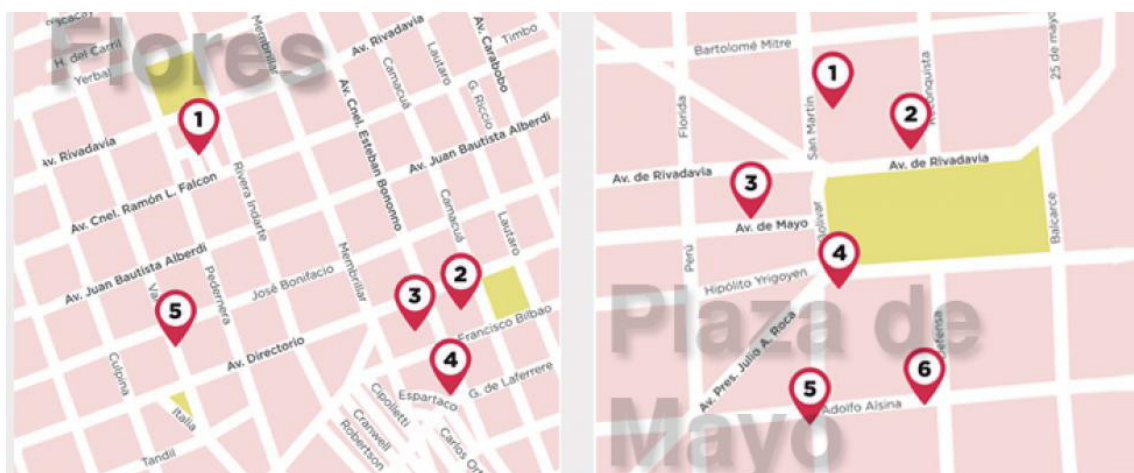 Flores
H. del Carril
Yerbal
Membrillar
Av. Rivadavia
Av. Carabobo
Timbo
Lautaro
Camacuá
G. Riccio
Av. Cnel. Esteban Bononno
Av. Juan Bautista Alberdi
1
Av. Rivadavia
Av. Cnel. Ramón L. Falcon
Rivera Indarte
Camacuá
Lautaro
Av. Juan Bautista Alberdi
José Bonifacio
Membrillar
Pedernera
2
3
5
Francisco Bilbao
Av. Directorio
4
Culpina
Italia
Espartaco
G. de Laferrere
Cipolletti
Cranwell
Robertson
Tandil
Plaza de
Mayo
Bartolomé Mitre
25 de mayo
Reconquista
Florida
San Martín
1
2
Av. de Rivadavia
Av. de Rivadavia
3
Av. de Mayo
Bolivar
Balcarce
4
Perú
Hipólito Yrigoyen
Av. Pres. Julio A. Roca
Defensa
5
6
Adolfo Alsina